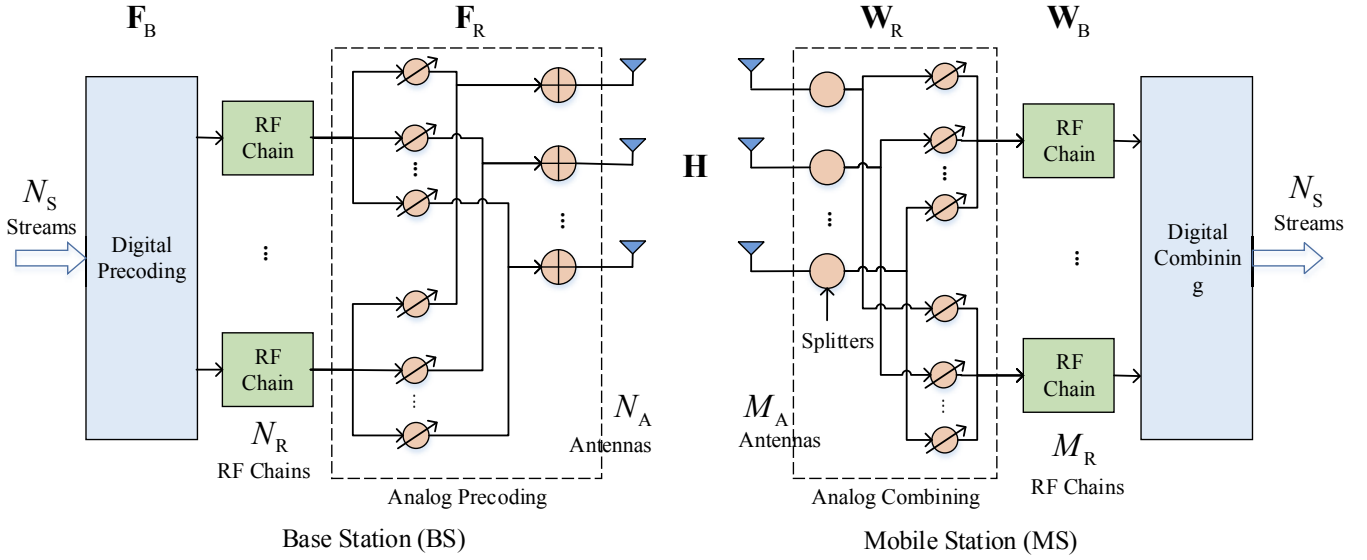 F_B
F_R
W_R
W_B
RF
Chain
RF
Chain
N_S
Streams
Digital
Precoding
...
...
...
RF
Chain
...
N_R
RF Chains
N_A
Antennas
Analog Precoding
Base Station (BS)
H
...
Splitters
M_A
Antennas
...
...
Analog Combining
RF
Chain
...
RF
Chain
M_R
RF Chains
Digital
Combinin
g
N_S
Streams
Mobile Station (MS)